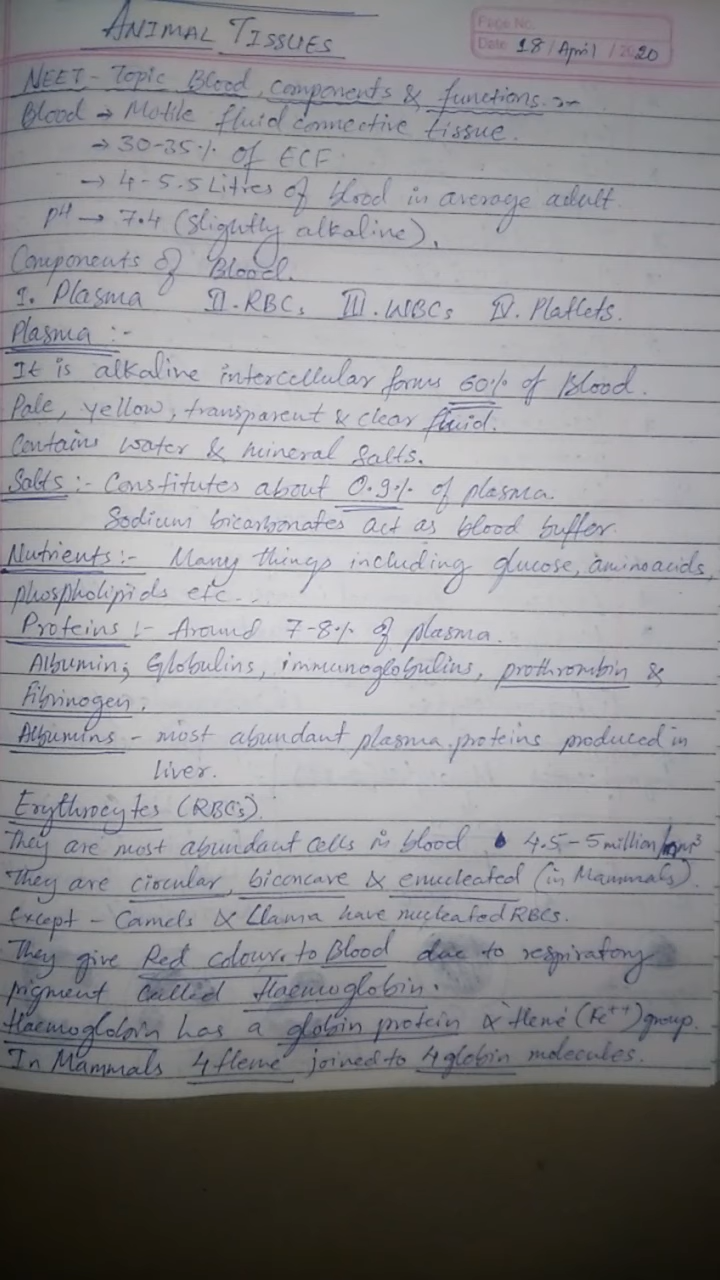 ANIMAL TISSUES
Page No.
Date 18/April/2020
NEET - Topic Blood, components & functions :-
Blood → Motile fluid connective tissue.
→ 30-35% of ECF
→ 4-5.5 Litres of blood in average adult
pH → 7.4 (slightly alkaline),
Components of Blood.
I. Plasma II. RBCs III. WBCs IV. Platlets.
Plasma :-
It is alkaline intercellular forms 60% of Blood.
Pale, yellow, transparent & clear fluid.
Contains water & mineral salts.
Salts :- Constitutes about 0.9% of plasma.
Sodium bicarbonates act as blood buffer.
Nutrients :- Many things including glucose, aminoacids,
phospholipids etc...
Proteins :- Around 7-8% of plasma.
Albumin, Globulins, immunoglobulins, prothrombin &
Fibrinogen.
Albumins - most abundant plasma proteins produced in
liver.
Erythrocytes (RBCs)
They are most abundant cells in blood 4.5-5 million/mm³
They are circular, biconcave & enucleated (in Mammals)
Except - Camels & Llama have nucleated RBCs.
They give Red colour to Blood due to respiratory
pigment called Haemoglobin.
Haemoglobin has a globin protein & Heme (Fe⁺⁺) group.
In Mammals 4 Heme joined to 4 globin molecules.